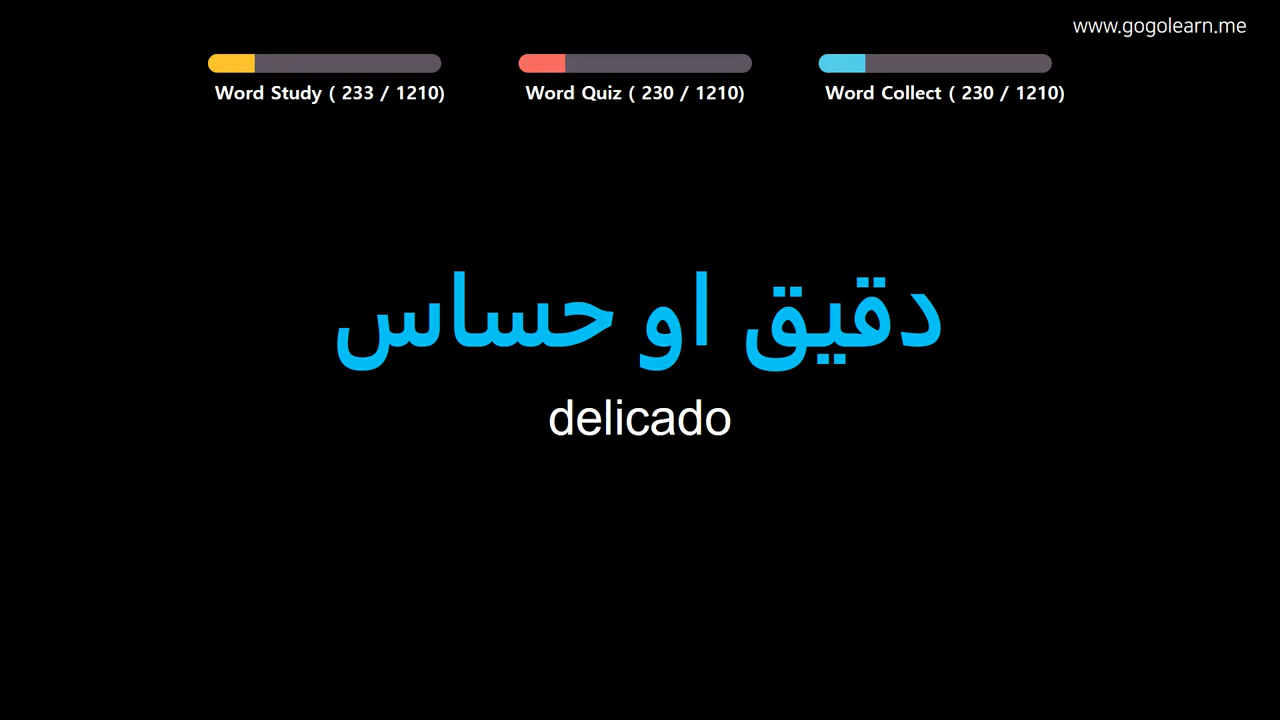 www.gogolearn.me
Word Study ( 233 / 1210)
Word Quiz ( 230 / 1210)
Word Collect ( 230 / 1210)
دقيق او حساس
delicado